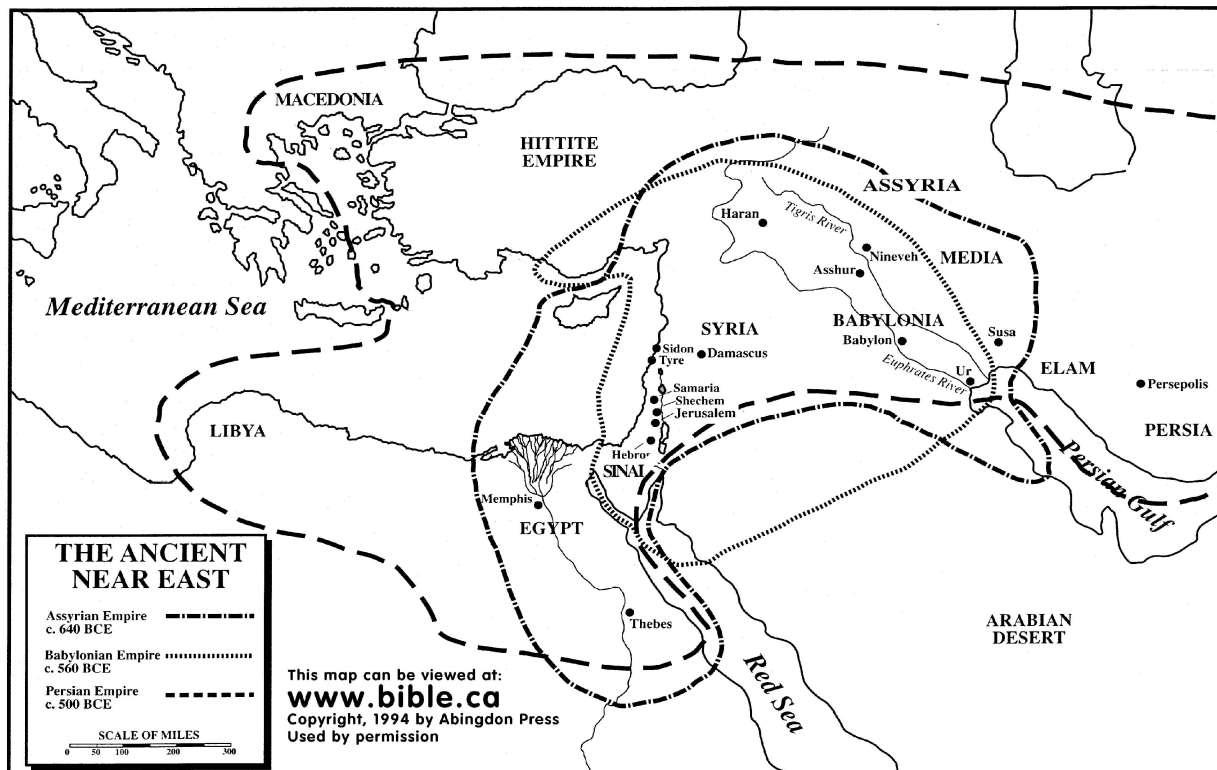 MACEDONIA
HITTITE
EMPIRE
ASSYRIA
Haran
Tigris River
Nineveh
MEDIA
Asshur
Mediterranean Sea
SYRIA
BABYLONIA
Babylon
Susa
Sidon
Tyre
Damascus
Euphrates River
Ur
ELAM
Persepolis
Samaria
Shechem
Jerusalem
LIBYA
Hebron
SINAI
PERSIA
Persian Gulf
Memphis
EGYPT
Thebes
ARABIAN
DESERT
Red Sea
THE ANCIENT
NEAR EAST
Assyrian Empire
c. 640 BCE
Babylonian Empire
c. 560 BCE
Persian Empire
c. 500 BCE
SCALE OF MILES
0 50 100 200 300
This map can be viewed at:
www.bible.ca
Copyright, 1994 by Abingdon Press
Used by permission